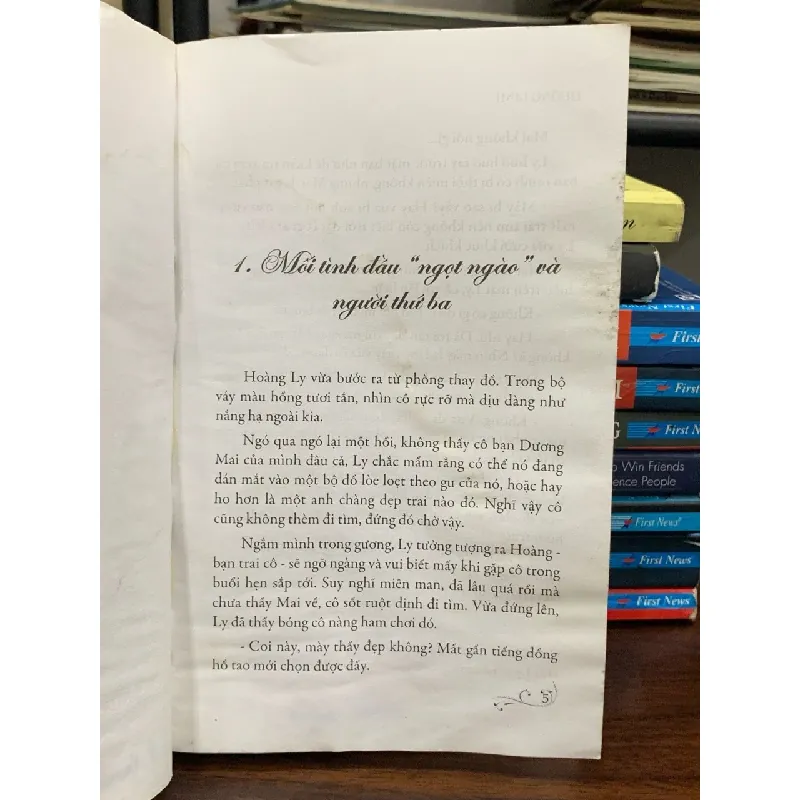 1. Mối tình đầu “ngọt ngào” và
người thứ ba
Hoàng Ly vừa bước ra từ phòng thay đồ. Trong bộ
váy màu hồng tươi tắn, nhìn cô rực rỡ mà dịu dàng như
nắng hạ ngoài kia.
Ngó qua ngó lại một hồi, không thấy cô bạn Dương
Mai của mình đâu cả, Ly chắc mẩm rằng có thể nó đang
dán mắt vào một bộ đồ lòe loẹt theo gu của nó, hoặc hay
ho hơn là một anh chàng đẹp trai nào đó. Nghĩ vậy cô
cũng không thèm đi tìm, đứng đó chờ vậy.
Ngắm mình trong gương, Ly tưởng tượng ra Hoàng -
bạn trai cô - sẽ ngỡ ngàng và vui biết mấy khi gặp cô trong
buổi hẹn sắp tới. Suy nghĩ miên man, đã lâu quá rồi mà
chưa thấy Mai về, cô sốt ruột định đi tìm. Vừa đứng lên,
Ly đã thấy bóng cô nàng ham chơi đó.
- Coi này, mày thấy đẹp không? Mất gần tiếng đồng
hồ tao mới chọn được đấy.
5
First News
First
First
First N
Win Friends
ence People
First News
First News
First News